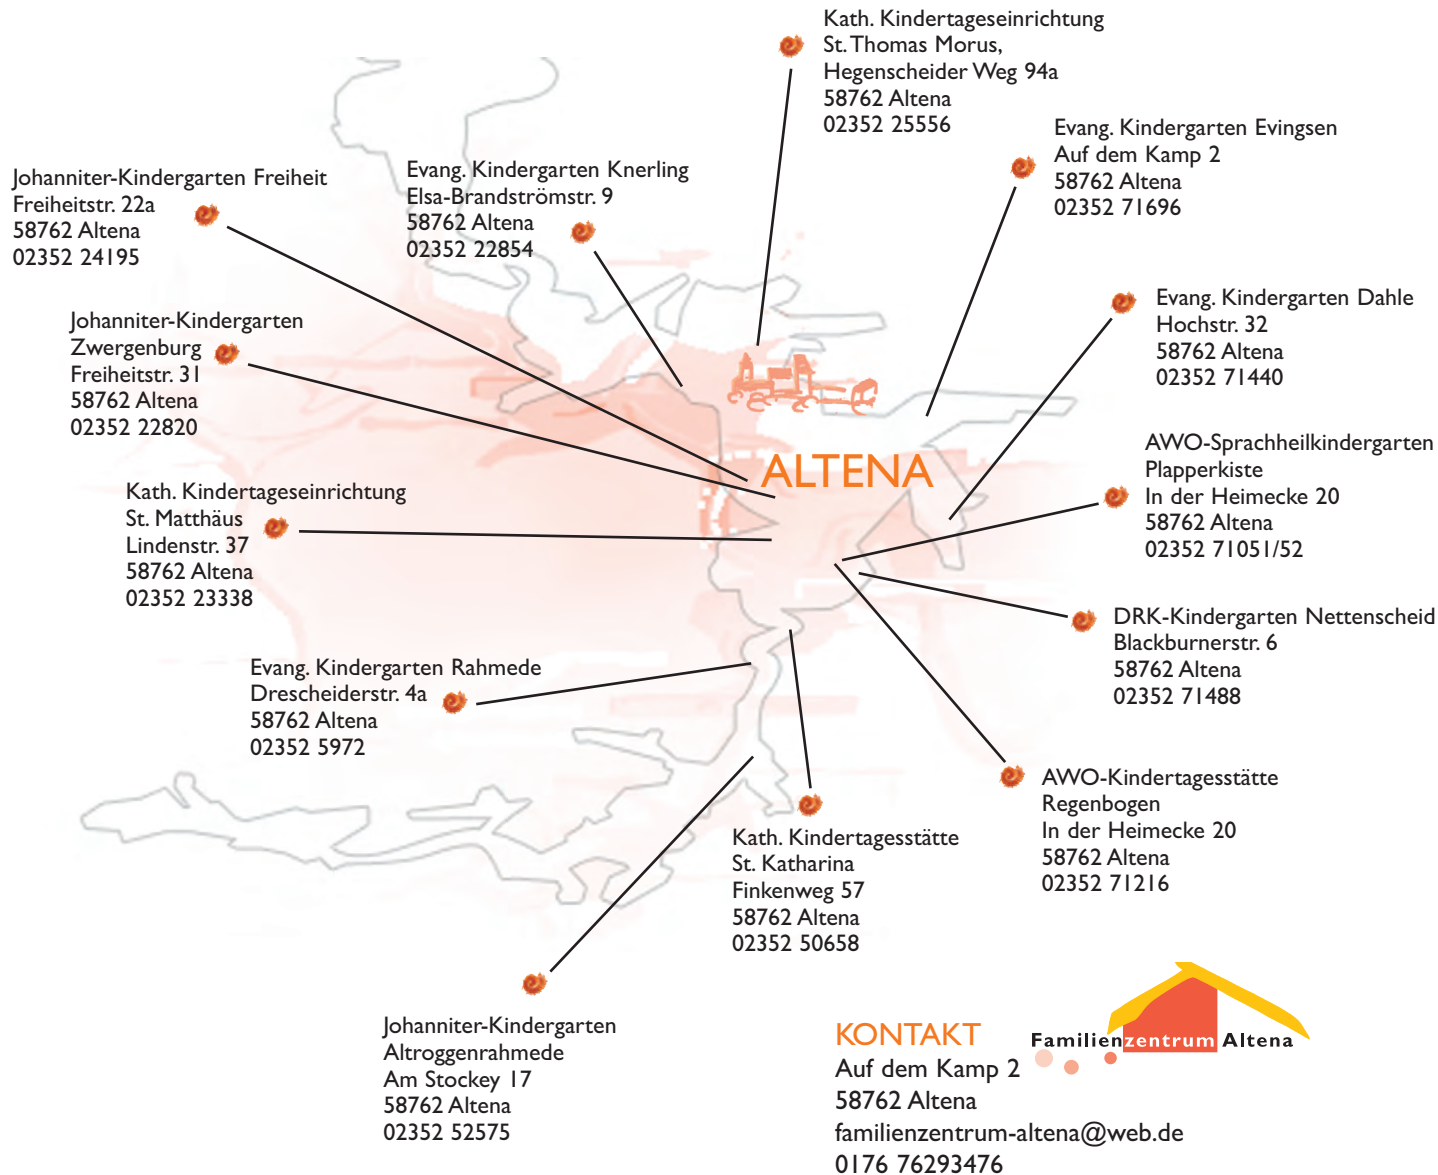 Kath. Kindertageseinrichtung
St. Thomas Morus,
Hegenscheider Weg 94a
58762 Altena
02352 25556
Evang. Kindergarten Evingsen
Auf dem Kamp 2
58762 Altena
02352 71696
Johanniter-Kindergarten Freiheit
Freiheitstr. 22a
58762 Altena
02352 24195
Evang. Kindergarten Knerling
Elsa-Brandströmstr. 9
58762 Altena
02352 22854
Evang. Kindergarten Dahle
Hochstr. 32
58762 Altena
02352 71440
Johanniter-Kindergarten
Zwergenburg
Freiheitstr. 31
58762 Altena
02352 22820
ALTENA
AWO-Sprachheilkindergarten
Plapperkiste
In der Heimecke 20
58762 Altena
02352 71051/52
Kath. Kindertageseinrichtung
St. Matthäus
Lindenstr. 37
58762 Altena
02352 23338
DRK-Kindergarten Nettenscheid
Blackburnerstr. 6
58762 Altena
02352 71488
Evang. Kindergarten Rahmede
Drescheiderstr. 4a
58762 Altena
02352 5972
AWO-Kindertagesstätte
Regenbogen
In der Heimecke 20
58762 Altena
02352 71216
Kath. Kindertagesstätte
St. Katharina
Finkenweg 57
58762 Altena
02352 50658
Johanniter-Kindergarten
Altroggenrahmede
Am Stockey 17
58762 Altena
02352 52575
Familienzentrum Altena
KONTAKT
Auf dem Kamp 2
58762 Altena
familienzentrum-altena@web.de
0176 76293476